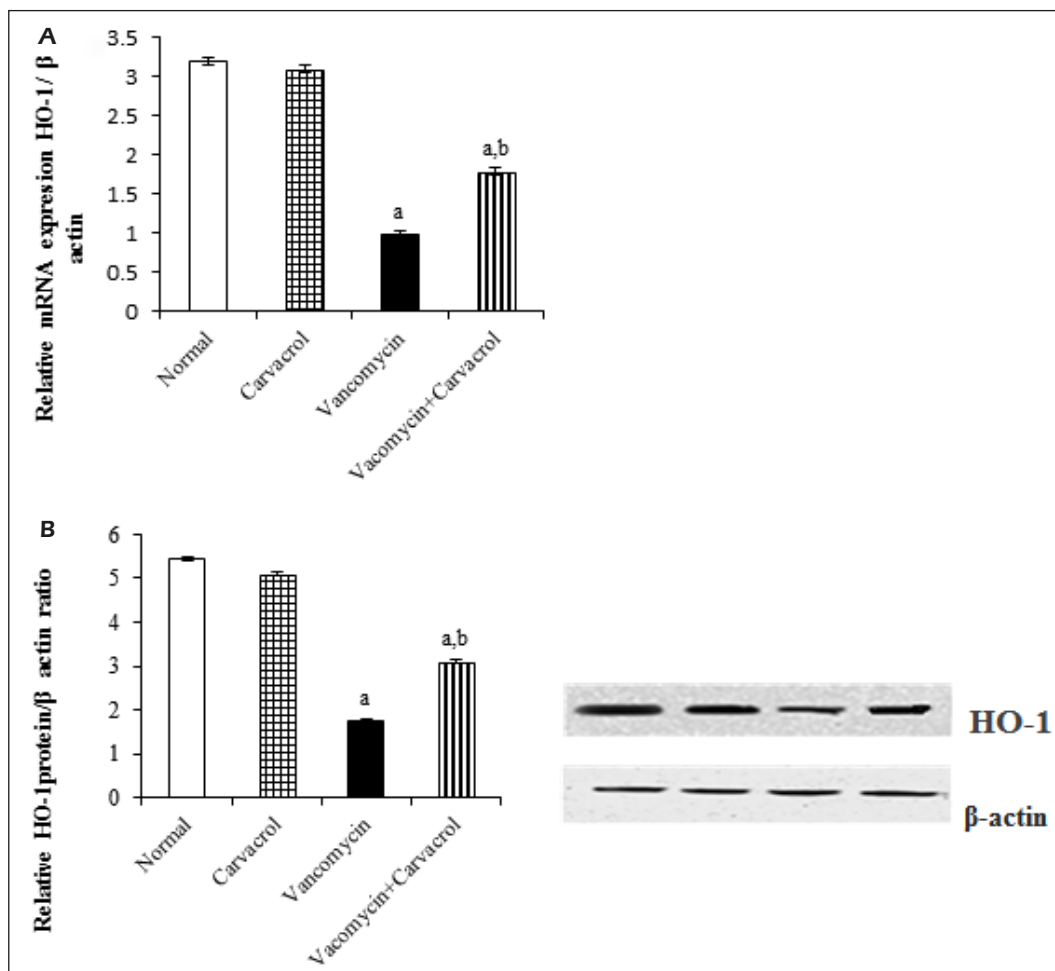 A
Relative mRNA expresion HO-1/ β
actin
3.5
3
2.5
2
1.5
1
0.5
0
a
a,b
Normal
Carvacrol
Vancomycin
Vacomycin+Carvacrol
B
Relative HO-1protein/β actin ratio
6
5
4
3
2
1
0
a
a,b
Normal
Carvacrol
Vancomycin
Vacomycin+Carvacrol
HO-1
β-actin